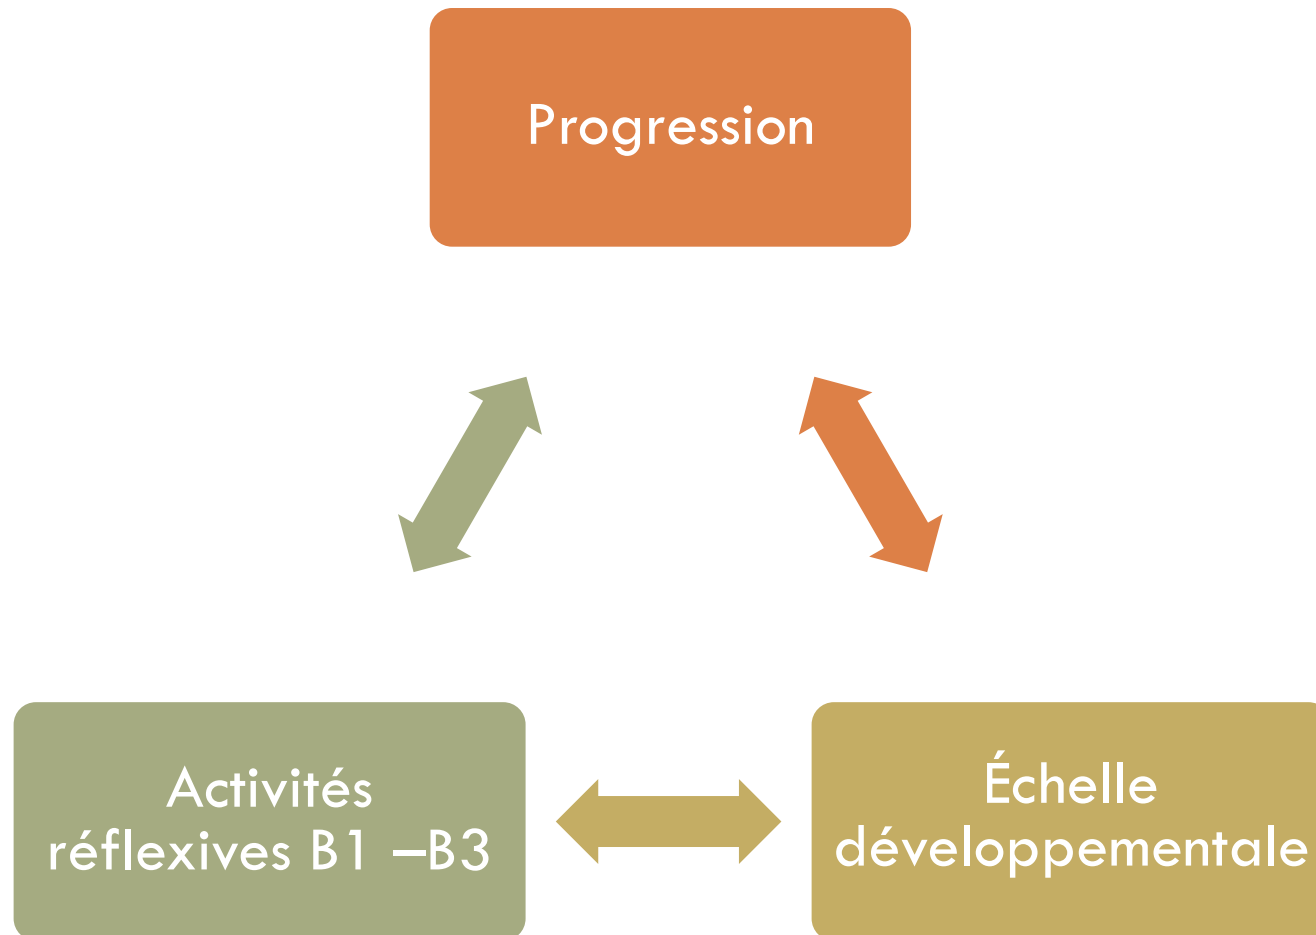 Progression
Activités
réflexives B1 –B3
Échelle
développementale